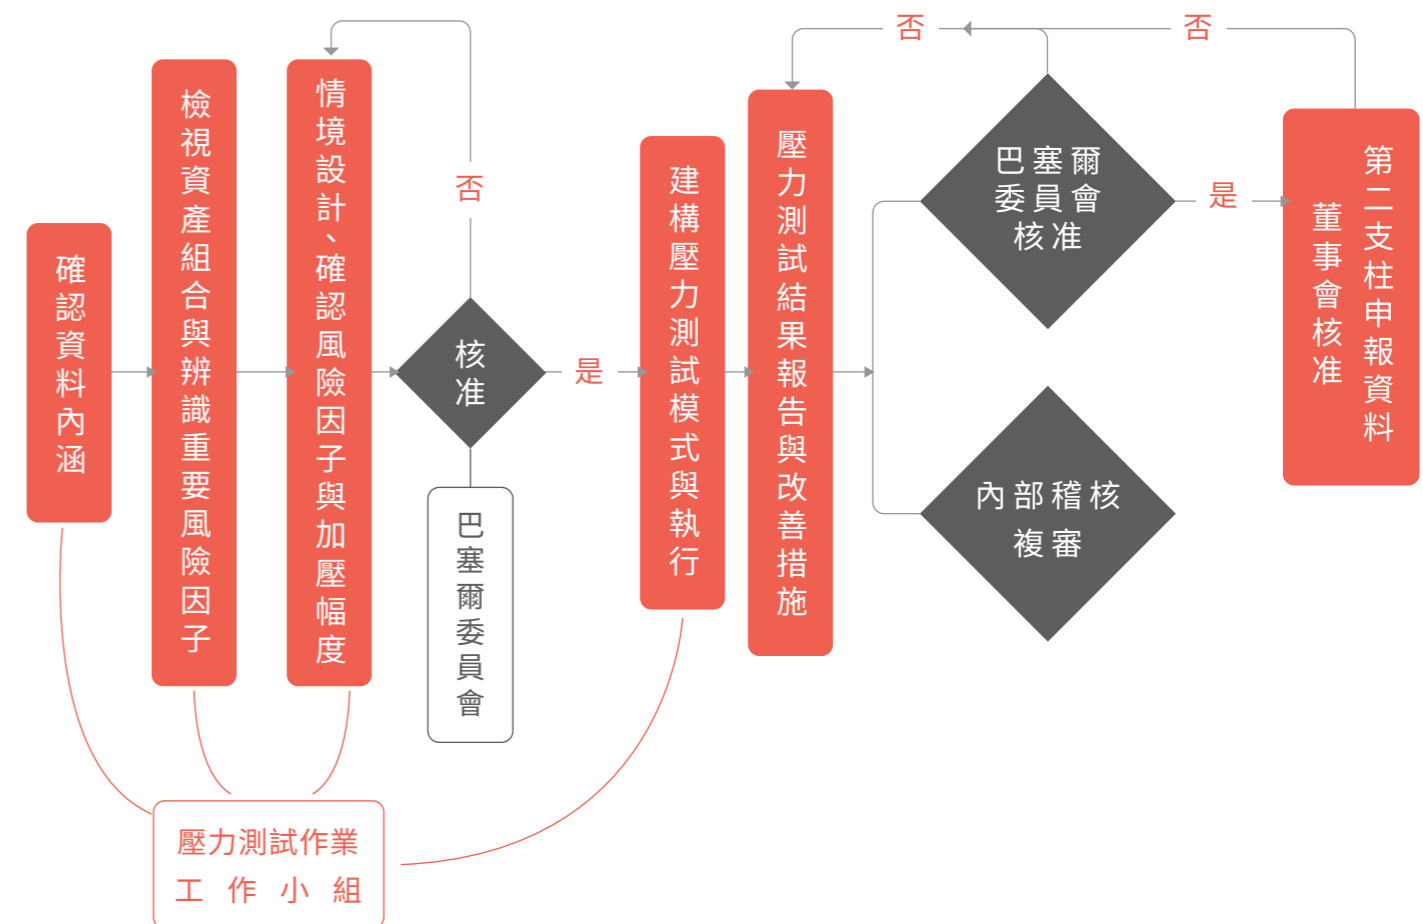 確認資料內涵
檢視資產組合與辨識重要風險因子
情境設計、確認風險因子與加壓幅度
否
核准
巴塞爾委員會
是
建構壓力測試模式與執行
壓力測試結果報告與改善措施
否
巴塞爾
委員會
核准
內部稽核
複審
否
是
第二支柱申報資料
董事會核准
壓力測試作業
工作小組